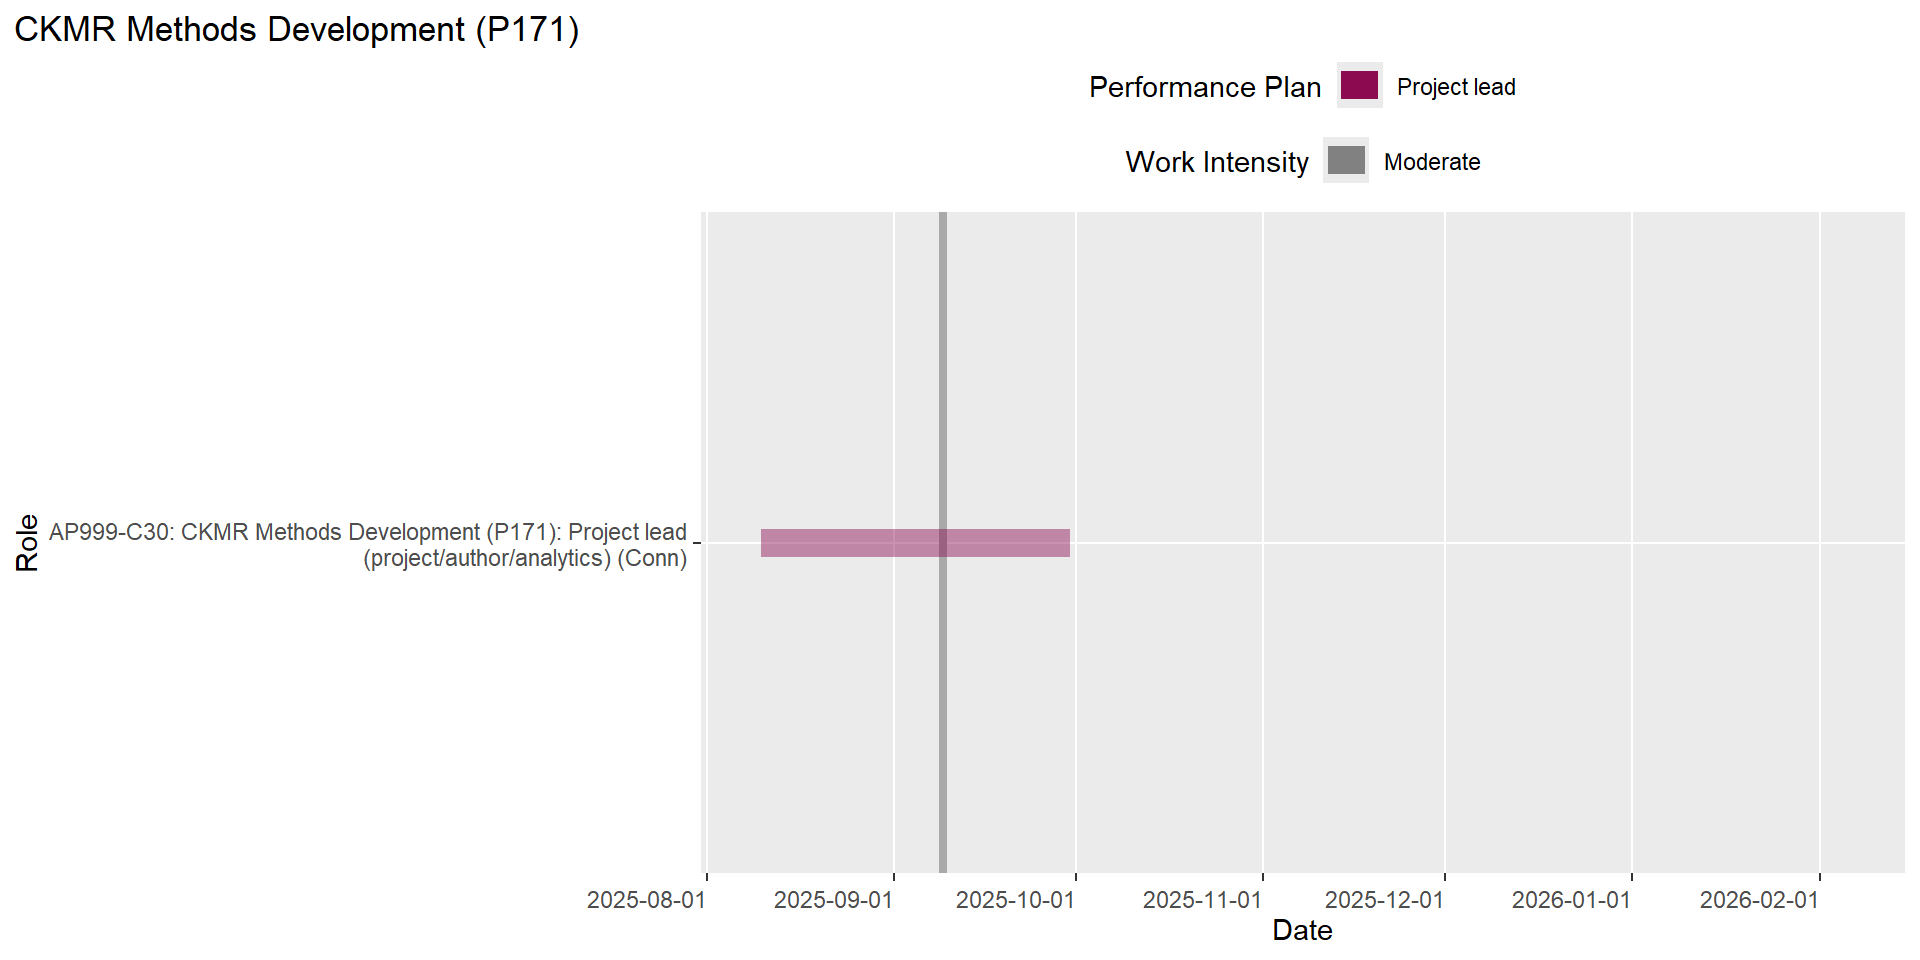 CKMR Methods Development (P171)
Performance Plan Project lead
Work Intensity Moderate
Role
AP999-C30: CKMR Methods Development (P171): Project lead
(project/author/analytics) (Conn)
2025-08-01 2025-09-01 2025-10-01 2025-11-01 2025-12-01 2026-01-01 2026-02-01
Date